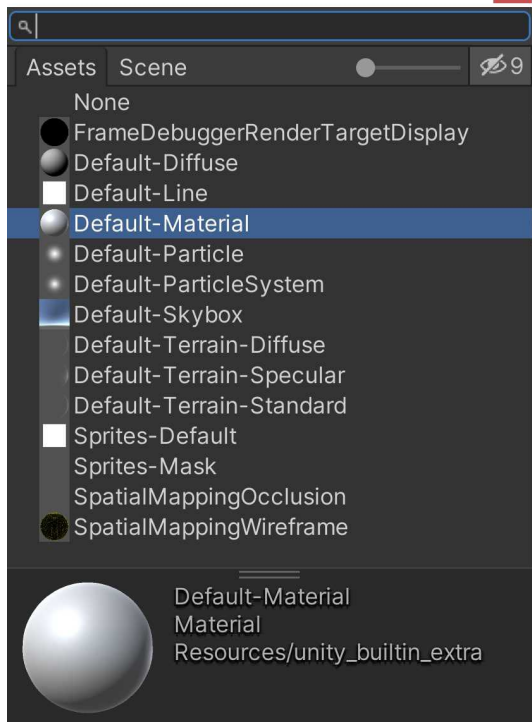 Assets Scene 9
None
FrameDebuggerRenderTargetDisplay
Default-Diffuse
Default-Line
Default-Material
Default-Particle
Default-ParticleSystem
Default-Skybox
Default-Terrain-Diffuse
Default-Terrain-Specular
Default-Terrain-Standard
Sprites-Default
Sprites-Mask
SpatialMappingOcclusion
SpatialMappingWireframe
Default-Material
Material
Resources/unity_builtin_extra